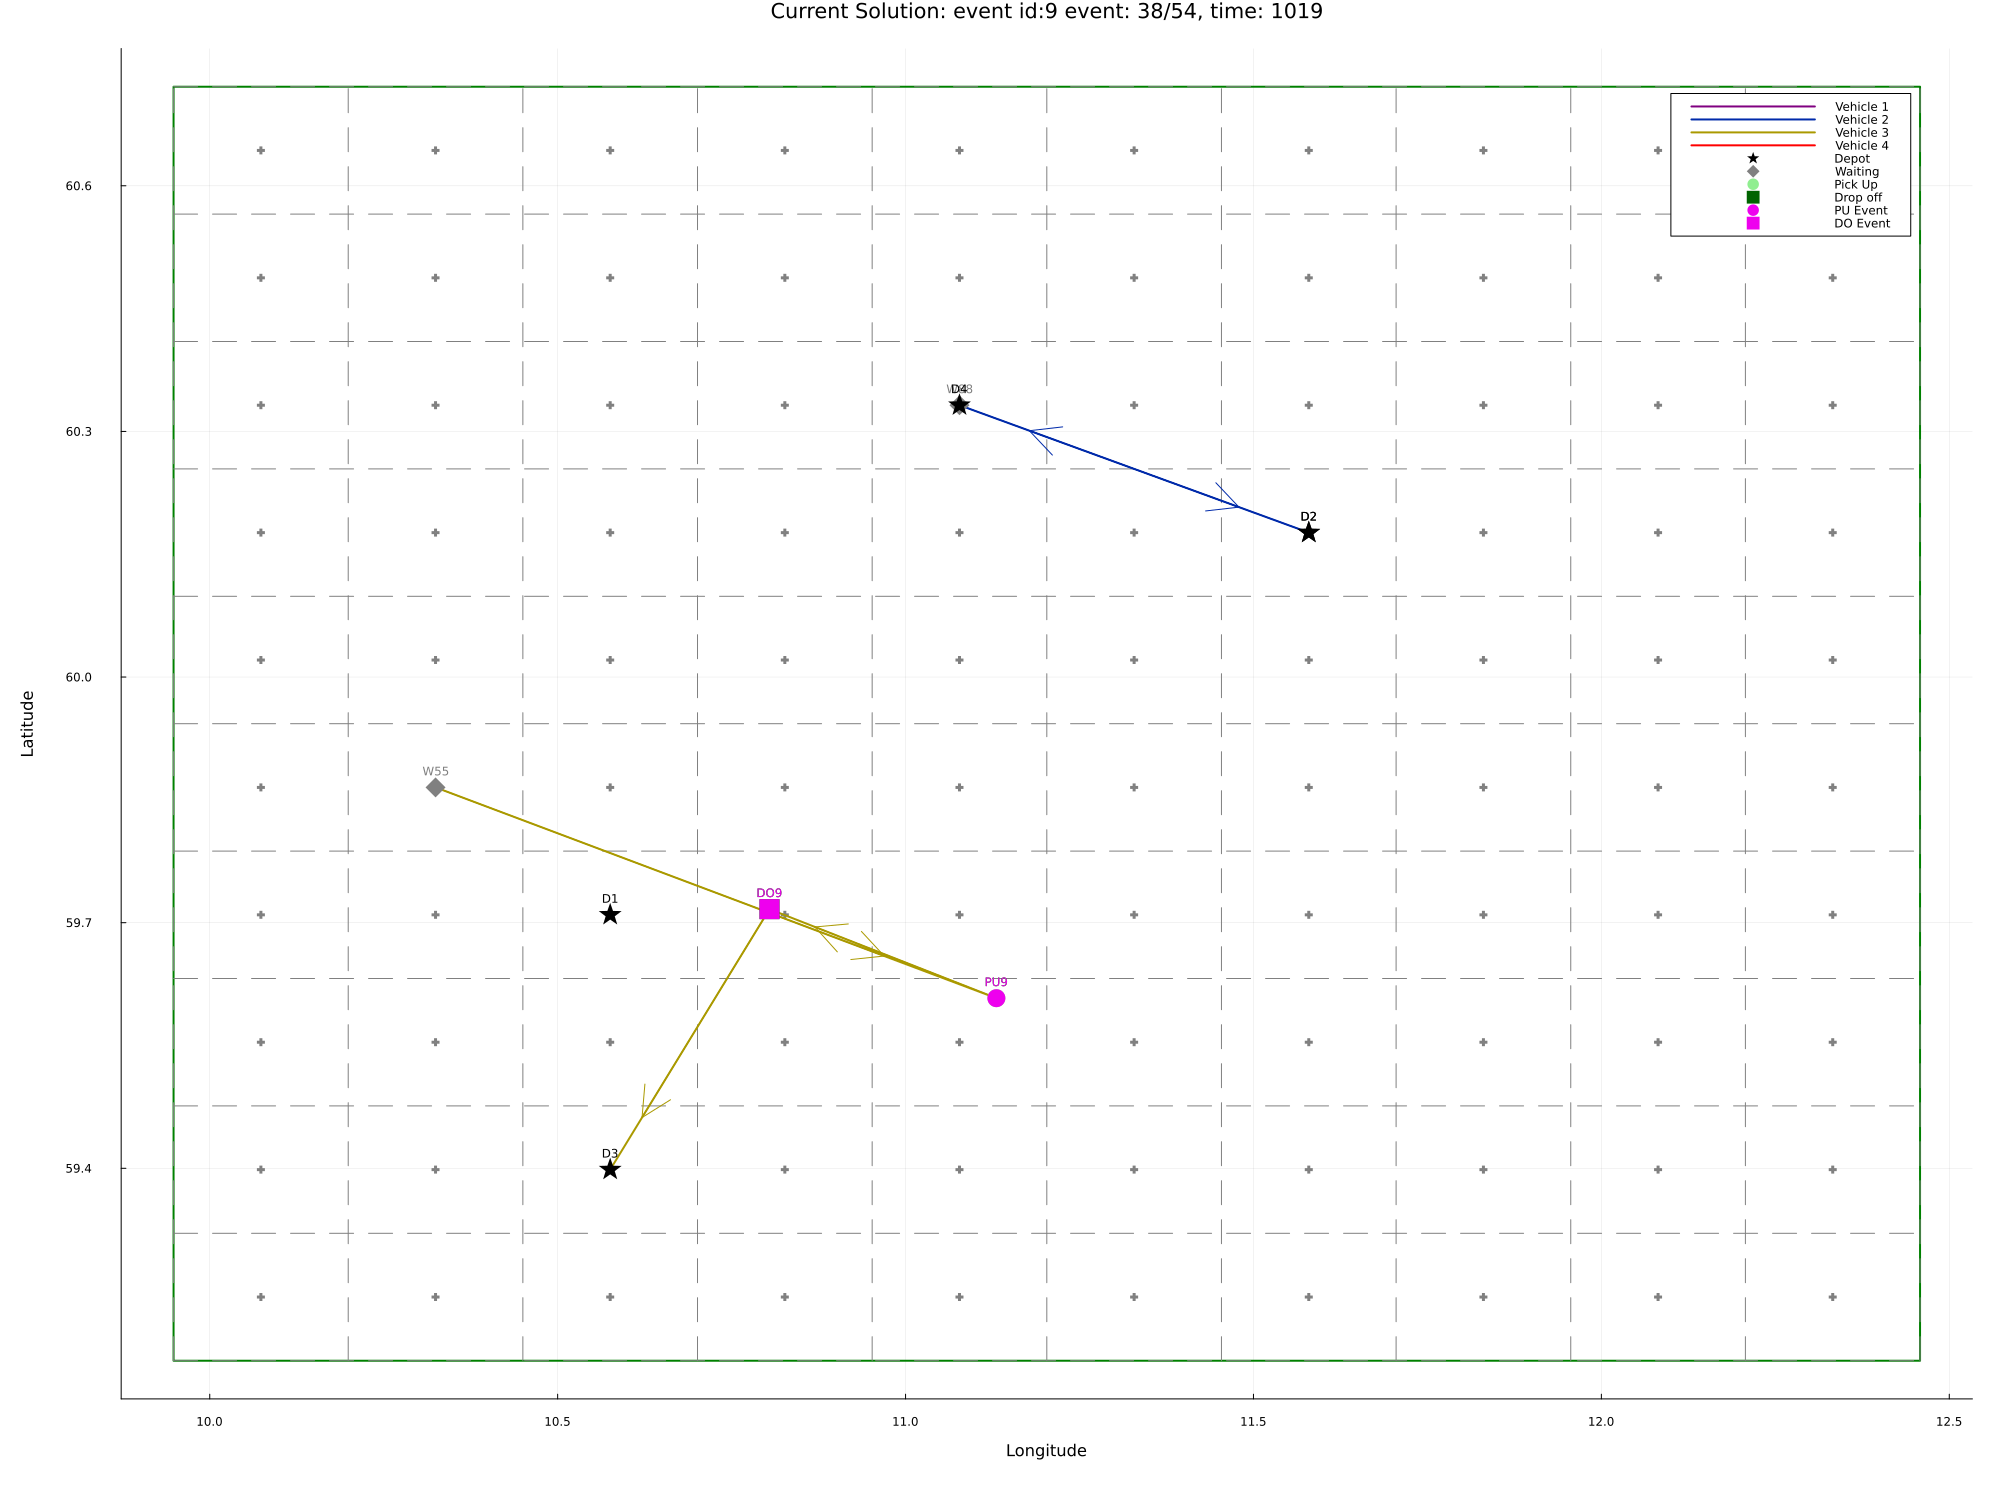 Current Solution: event id:9 event: 38/54, time: 1019
Vehicle 1
Vehicle 2
Vehicle 3
Vehicle 4
Depot
Waiting
Pick Up
Drop off
PU Event
DO Event
60.6
60.3
60.0
59.7
59.4
Latitude
D4
D2
W55
D1
DO9
PU9
D3
10.0
10.5
11.0
11.5
12.0
12.5
Longitude